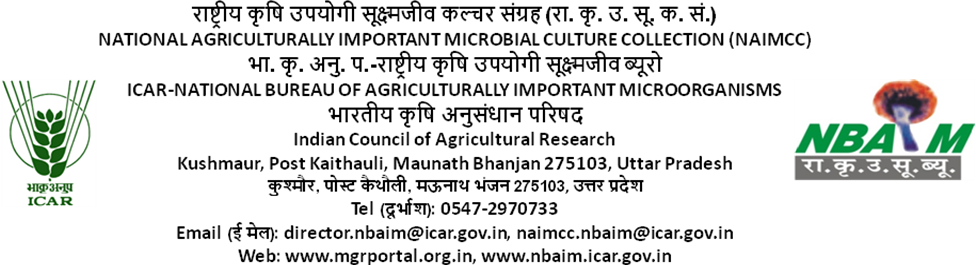 राष्ट्रीय कृषि उपयोगी सूक्ष्मजीव कल्चर संग्रह (रा. कृ. उ. सू. क. सं.)
NATIONAL AGRICULTURALLY IMPORTANT MICROBIAL CULTURE COLLECTION (NAIMCC)
भा. कृ. अनु. प.-राष्ट्रीय कृषि उपयोगी सूक्ष्मजीव ब्यूरो
ICAR-NATIONAL BUREAU OF AGRICULTURALLY IMPORTANT MICROORGANISMS
भारतीय कृषि अनुसंधान परिषद
Indian Council of Agricultural Research
Kushmaur, Post Kaithauli, Maunath Bhanjan 275103, Uttar Pradesh
कुश्मौर, पोस्ट कैथौली, मऊनाथ भंजन 275103, उत्तर प्रदेश
Tel (दूर्भाश): 0547-2970733
Email (ई मेल): director.nbaim@icar.gov.in, naimcc.nbaim@icar.gov.in
Web: www.mgrportal.org.in, www.nbaim.icar.gov.in
भाकृअनुप
ICAR
NBAIM
रा.कृ.उ.सू.ब्यू.